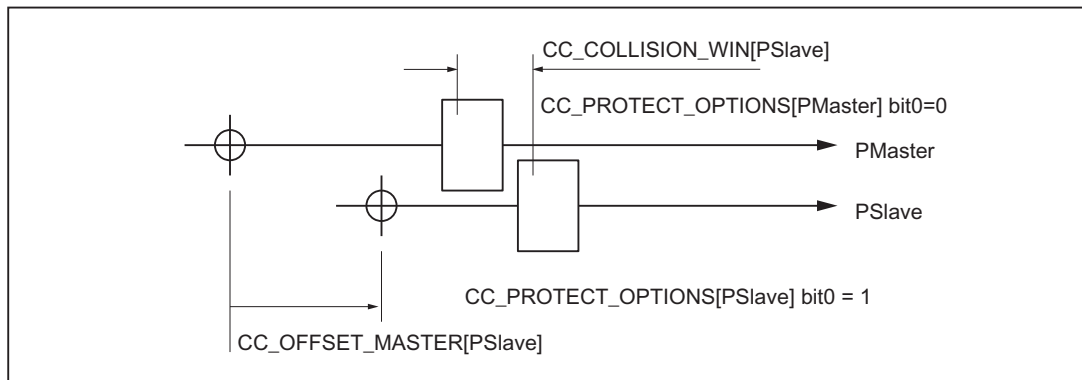 CC_COLLISION_WIN[PSlave]
CC_PROTECT_OPTIONS[PMaster] bit0=0
PMaster
PSlave
CC_PROTECT_OPTIONS[PSlave] bit0 = 1
CC_OFFSET_MASTER[PSlave]